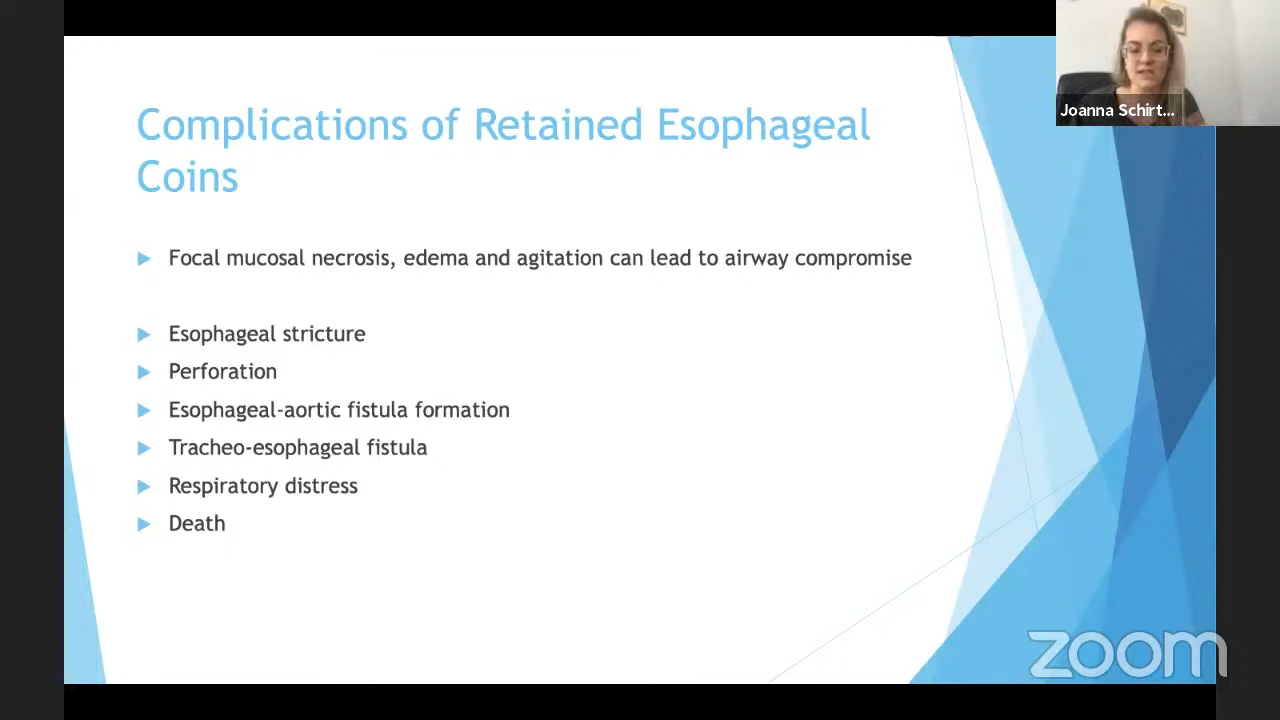 Joanna Schirt...
Complications of Retained Esophageal
Coins
Focal mucosal necrosis, edema and agitation can lead to airway compromise
Esophageal stricture
Perforation
Esophageal-aortic fistula formation
Tracheo-esophageal fistula
Respiratory distress
Death
zoom